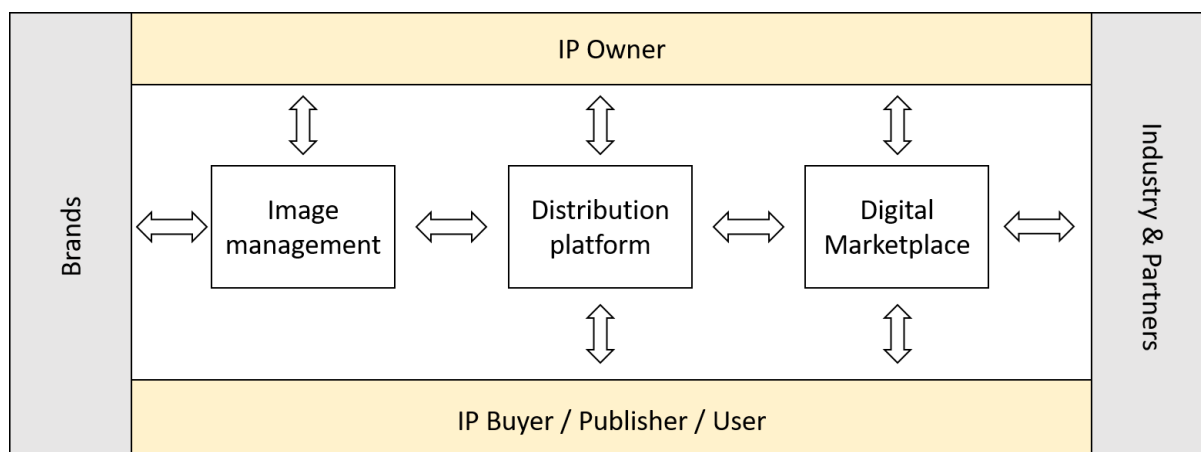 IP Owner
Brands
Image
management
Distribution
platform
Digital
Marketplace
Industry & Partners
IP Buyer / Publisher / User